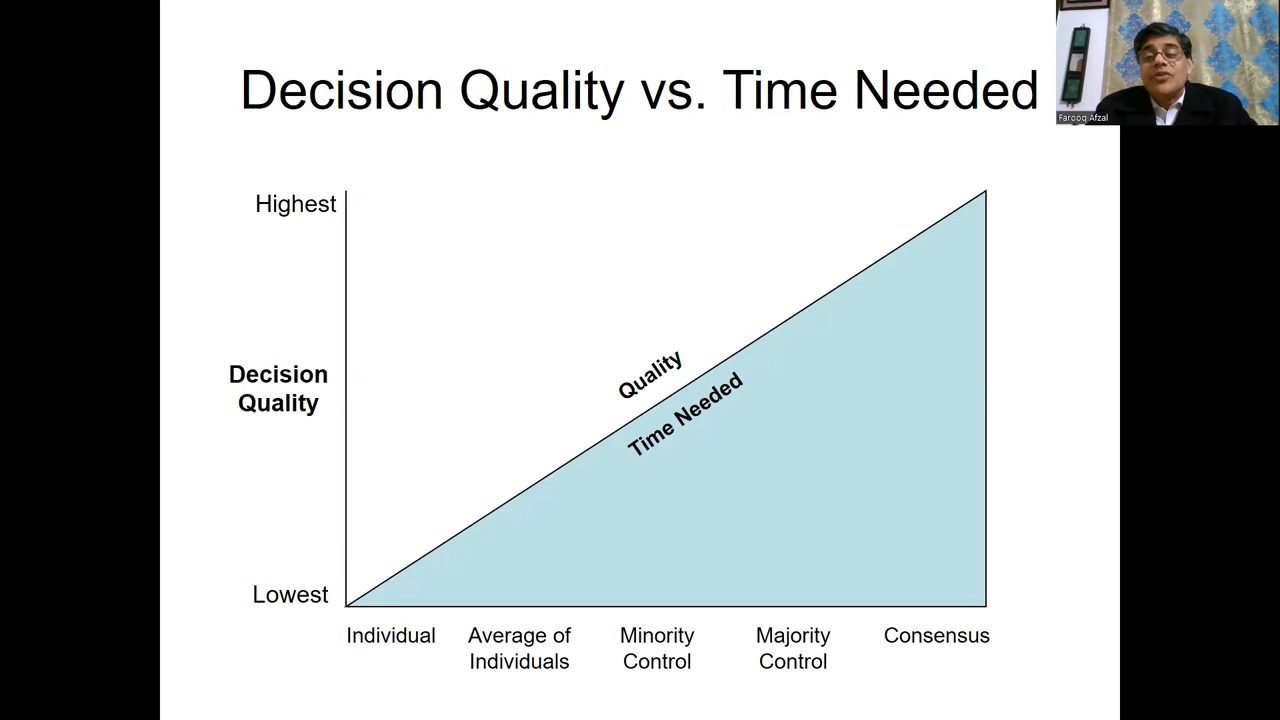 Decision Quality vs. Time Needed
Farooq Afzal
Highest
Decision
Quality
Quality
Time Needed
Lowest
Individual
Average of
Individuals
Minority
Control
Majority
Control
Consensus